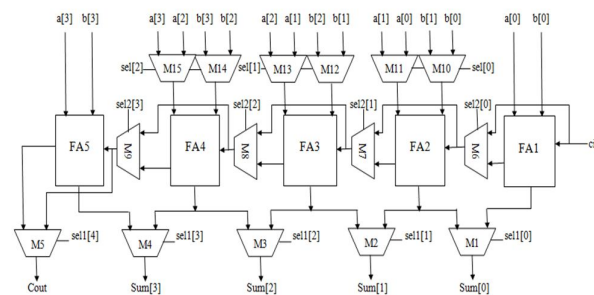 a[3] b[3] a[3] a[2] b[3] b[2] a[2] a[1] b[2] b[1] a[1] a[0] b[1] b[0] a[0] b[0]
sel[2] M15 M14 sel[1] M13 M12 M11 M10 sel[0]
sel2[3] sel2[2] sel2[1] sel2[0]
FA5 M9 FA4 M8 FA3 M7 FA2 M6 FA1 ci
M5 sel1[4] M4 sel1[3] M3 sel1[2] M2 sel1[1] M1 sel1[0]
Cout Sum[3] Sum[2] Sum[1] Sum[0]